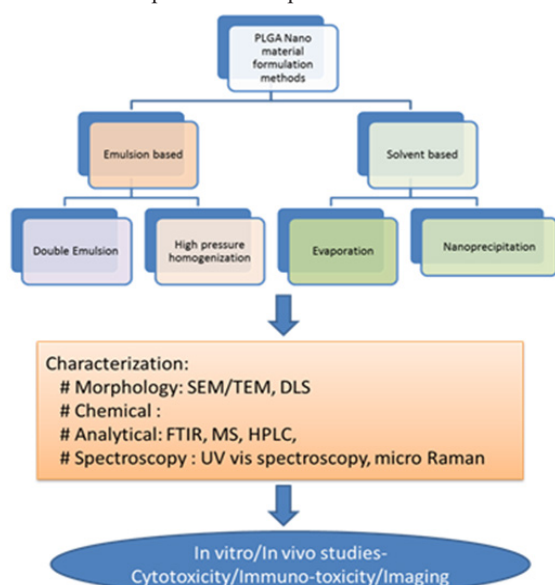 PLGA Nano
material
formulation
methods
Emulsion based
Solvent based
Double Emulsion
High pressure
homogenization
Evaporation
Nanoprecipitation
Characterization:
# Morphology: SEM/TEM, DLS
# Chemical :
# Analytical: FTIR, MS, HPLC,
# Spectroscopy : UV vis spectroscopy, micro Raman
In vitro/In vivo studies-
Cytotoxicity/Immuno-toxicity/Imaging